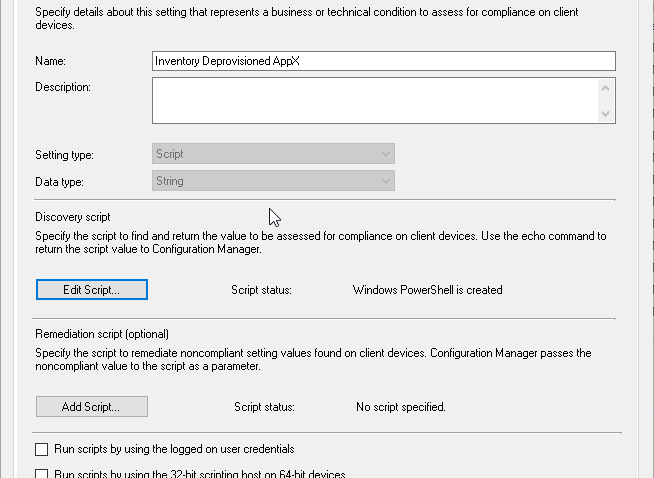 Specify details about this setting that represents a business or technical condition to assess for compliance on client
devices.
Name:
Inventory Deprovisioned AppX
Description:
Setting type:
Script
Data type:
String
Discovery script
Specify the script to find and return the value to be assessed for compliance on client devices. Use the echo command to
return the script value to Configuration Manager.
Edit Script...
Script status:
Windows PowerShell is created
Remediation script (optional)
Specify the script to remediate noncompliant setting values found on client devices. Configuration Manager passes the
noncompliant value to the script as a parameter.
Add Script...
Script status:
No script specified.
Run scripts by using the logged on user credentials
Run scripts by using the 32-bit scripting host on 64-bit devices